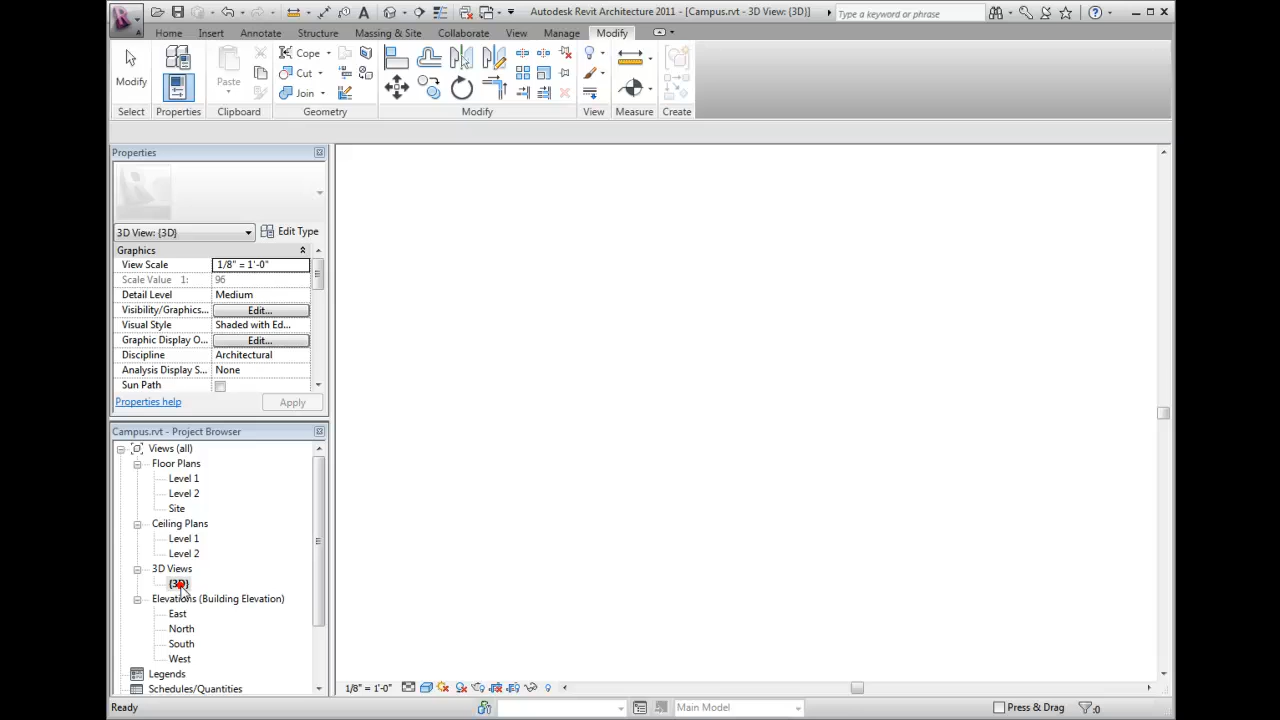 Autodesk Revit Architecture 2011 - [Campus.rvt - 3D View: {3D}]
Type a keyword or phrase
Home Insert Annotate Structure Massing & Site Collaborate View Manage Modify
Modify
Paste
Cope
Cut
Join
Select Properties Clipboard Geometry Modify View Measure Create
Properties
3D View: {3D} Edit Type
Graphics
View Scale 1/8" = 1'-0"
Scale Value 1: 96
Detail Level Medium
Visibility/Graphics... Edit...
Visual Style Shaded with Ed...
Graphic Display O... Edit...
Discipline Architectural
Analysis Display S... None
Sun Path
Properties help Apply
Campus.rvt - Project Browser
Views (all)
Floor Plans
Level 1
Level 2
Site
Ceiling Plans
Level 1
Level 2
3D Views
{3D}
Elevations (Building Elevation)
East
North
South
West
Legends
Schedules/Quantities
1/8" = 1'-0"
Ready Main Model Press & Drag :0